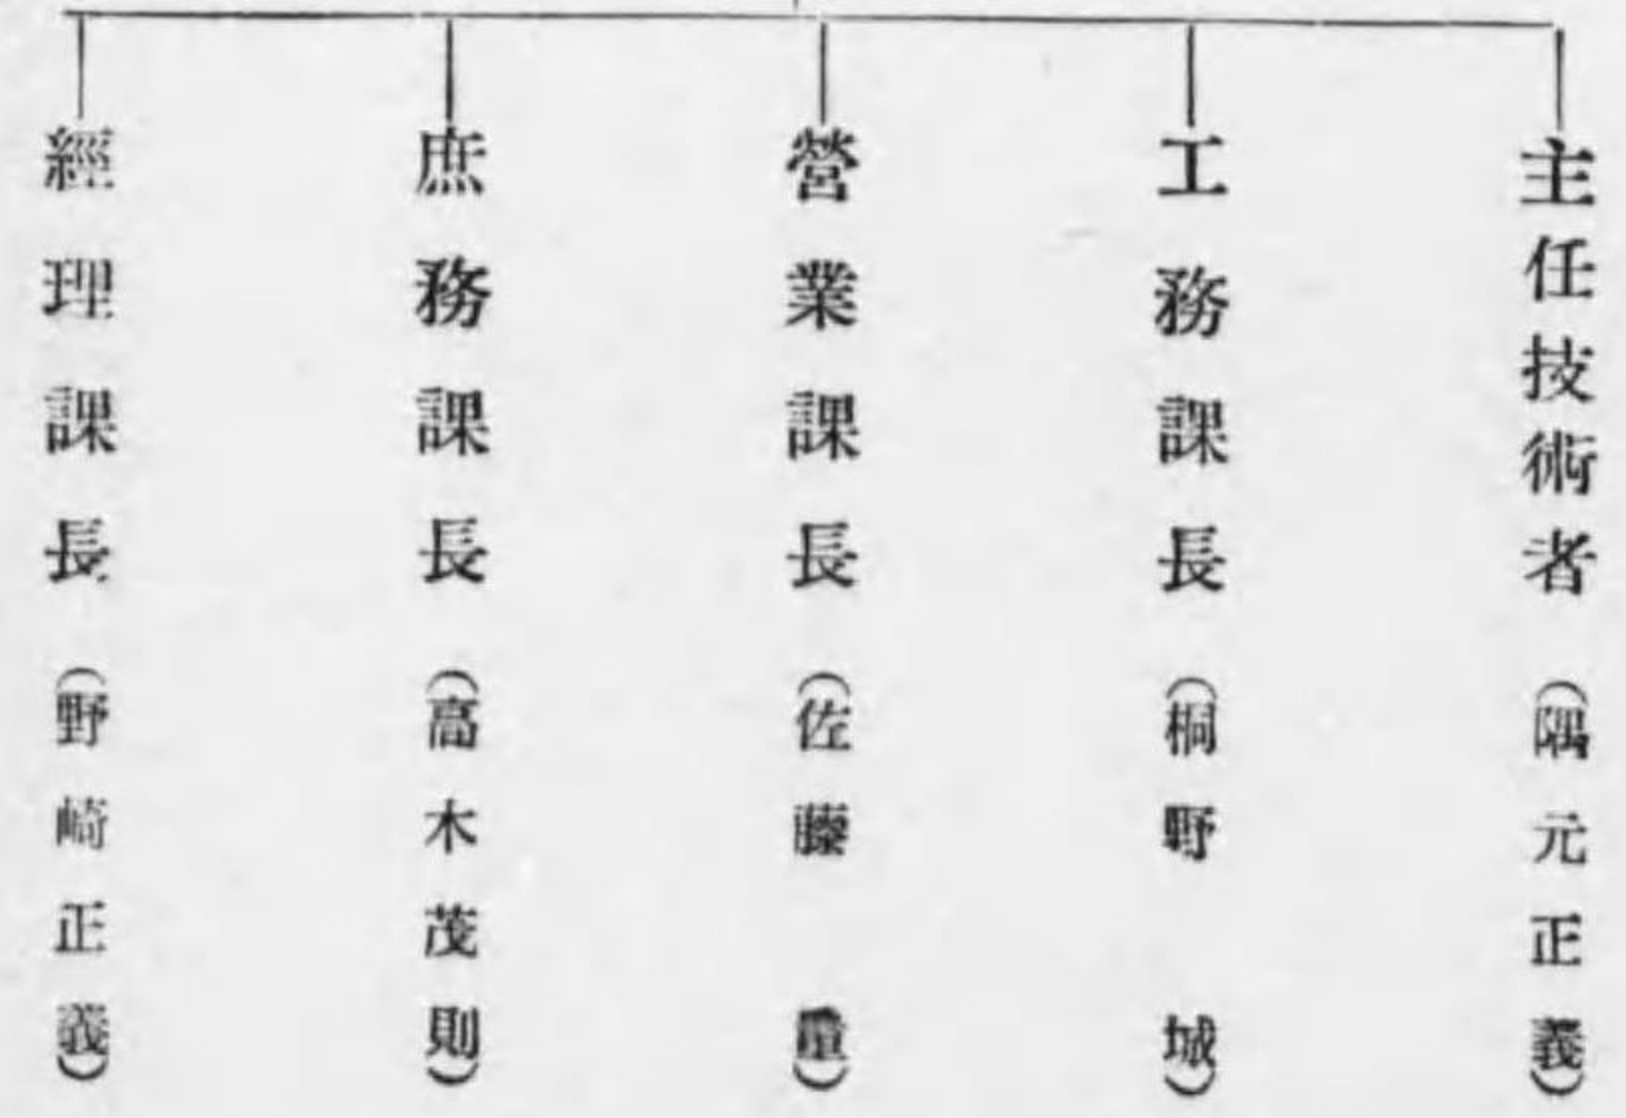 主任技術者(隅元正義)
工務課長(桐野 城)
營業課長(佐藤 )
庶務課長(高木茂則)
經理課長(野崎正義)